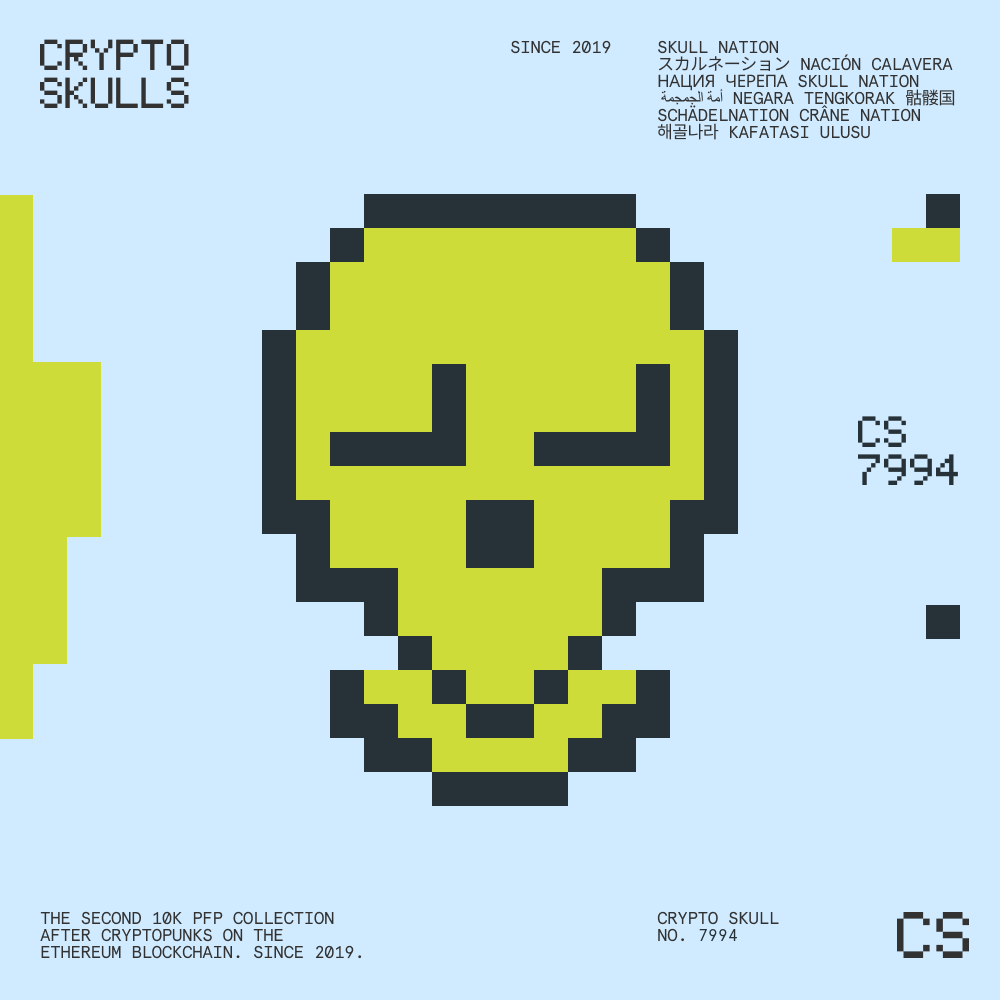 CRYPTO
SKULLS
SINCE 2019
SKULL NATION
スカルネーション NACIÓN CALAVERA
НАЦИЯ ЧЕРЕПА SKULL NATION
أمة الجمجمة NEGARA TENGKORAK 骷髅国
SCHÄDELNATION CRÂNE NATION
해골나라 KAFATASI ULUSU
CS
7994
THE SECOND 10K PFP COLLECTION
AFTER CRYPTOPUNKS ON THE
ETHEREUM BLOCKCHAIN. SINCE 2019.
CRYPTO SKULL
NO. 7994
CS